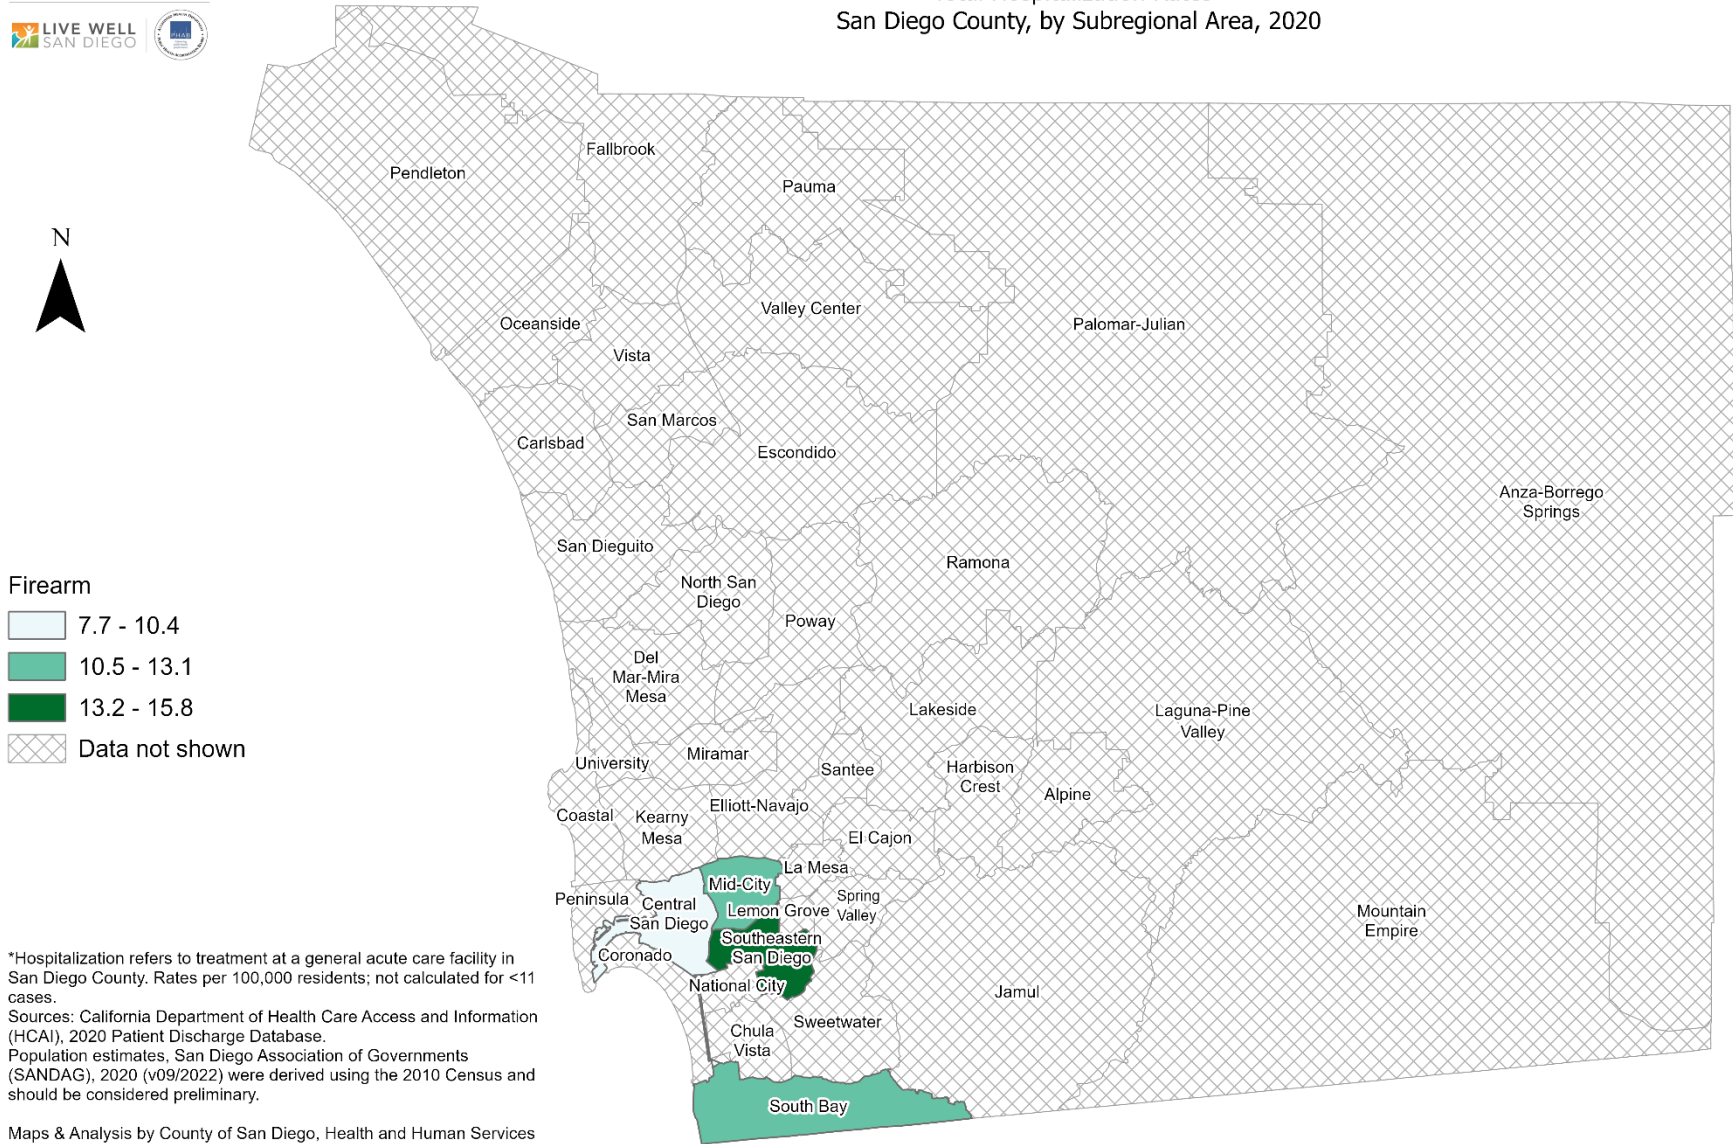 LIVE WELL
SAN DIEGO
PHAB
Total Hospitalization Rates*
San Diego County, by Subregional Area, 2020
N
Pendleton
Fallbrook
Pauma
Oceanside
Valley Center
Palomar-Julian
Vista
San Marcos
Carlsbad
Escondido
Anza-Borrego
Springs
San Dieguito
North San
Diego
Ramona
Poway
Del
Mar-Mira
Mesa
Lakeside
Laguna-Pine
Valley
University
Miramar
Santee
Harbison
Crest
Alpine
Coastal
Kearny
Mesa
Elliott-Navajo
El Cajon
La Mesa
Mid-City
Peninsula
Central
San Diego
Lemon Grove
Spring
Valley
Mountain
Empire
Southeastern
San Diego
Coronado
National City
Jamul
Sweetwater
Chula
Vista
South Bay
Firearm
7.7 - 10.4
10.5 - 13.1
13.2 - 15.8
Data not shown
*Hospitalization refers to treatment at a general acute care facility in
San Diego County. Rates per 100,000 residents; not calculated for <11
cases.
Sources: California Department of Health Care Access and Information
(HCAI), 2020 Patient Discharge Database.
Population estimates, San Diego Association of Governments
(SANDAG), 2020 (v09/2022) were derived using the 2010 Census and
should be considered preliminary.
Maps & Analysis by County of San Diego, Health and Human Services